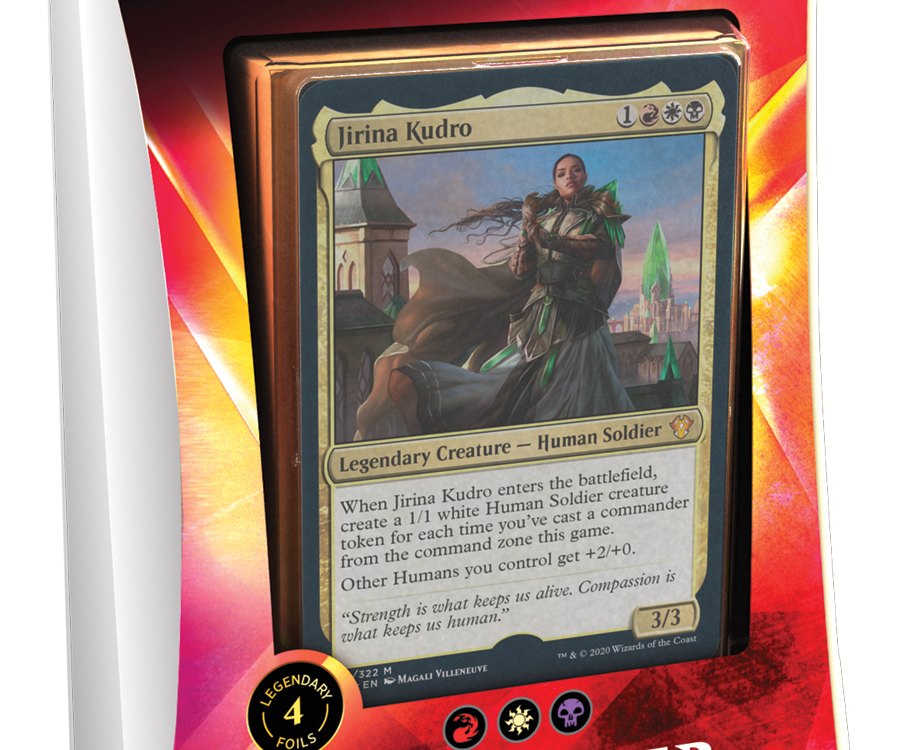 Jirina Kudro 1
Legendary Creature — Human Soldier
When Jirina Kudro enters the battlefield,
create a 1/1 white Human Soldier creature
token for each time you've cast a commander
from the command zone this game.
Other Humans you control get +2/+0.
“Strength is what keeps us alive. Compassion is
what keeps us human.”
3/3
/322 M
EN Magali Villeneuve
™ & © 2020 Wizards of the Coast
LEGENDARY
4
FOILS